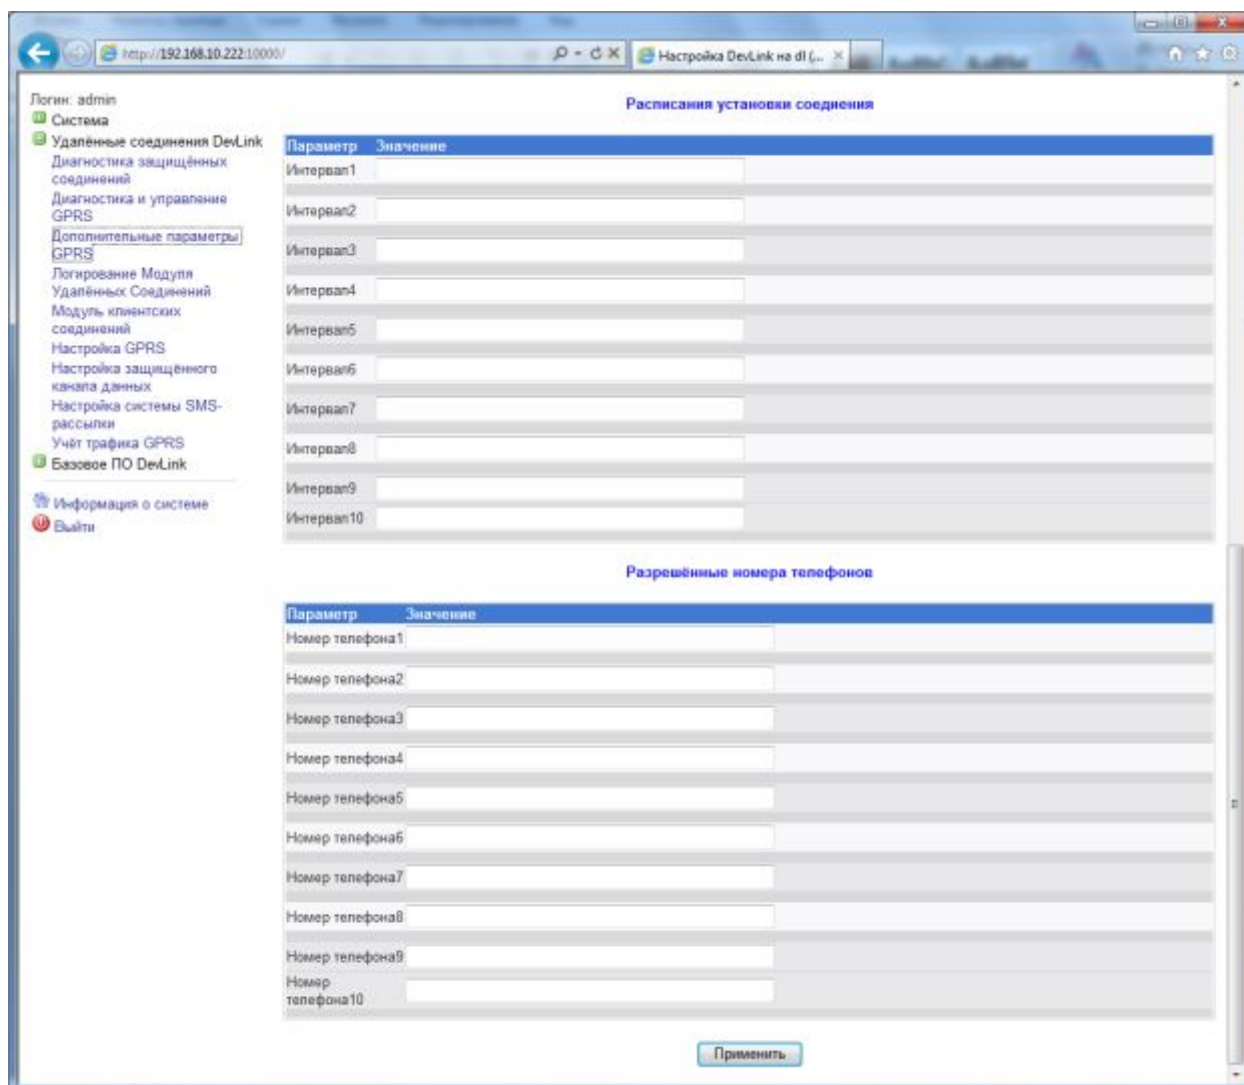 http://192.168.10.222:10000/
Настройка DevLink на dl (...
Логин: admin
Система
Удалённые соединения DevLink
Диагностика защищённых
соединений
Диагностика и управление
GPRS
Дополнительные параметры
GPRS
Логирование Модуля
Удалённых Соединений
Модуль клиентских
соединений
Настройка GPRS
Настройка защищённого
канала данных
Настройка системы SMS-
рассылки
Учёт трафика GPRS
Базовое ПО DevLink
Информация о системе
Выйти
Расписания установки соединения
Параметр Значение
Интервал1
Интервал2
Интервал3
Интервал4
Интервал5
Интервал6
Интервал7
Интервал8
Интервал9
Интервал10
Разрешённые номера телефонов
Параметр Значение
Номер телефона1
Номер телефона2
Номер телефона3
Номер телефона4
Номер телефона5
Номер телефона6
Номер телефона7
Номер телефона8
Номер телефона9
Номер
телефона10
Применить